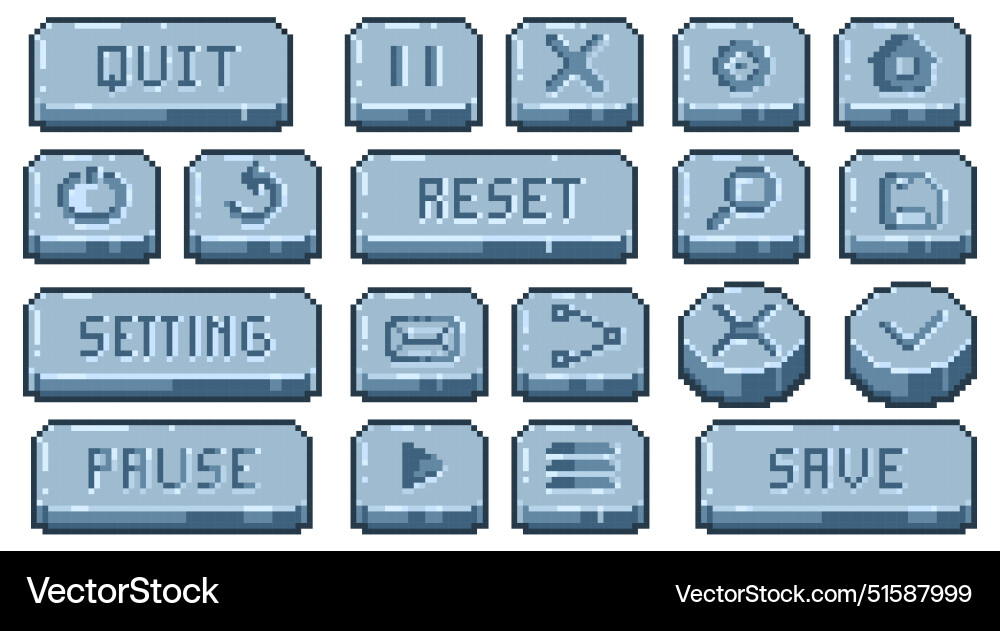 QUIT
RESET
SETTING
PAUSE
SAVE
VectorStock
VectorStock.com/51587999